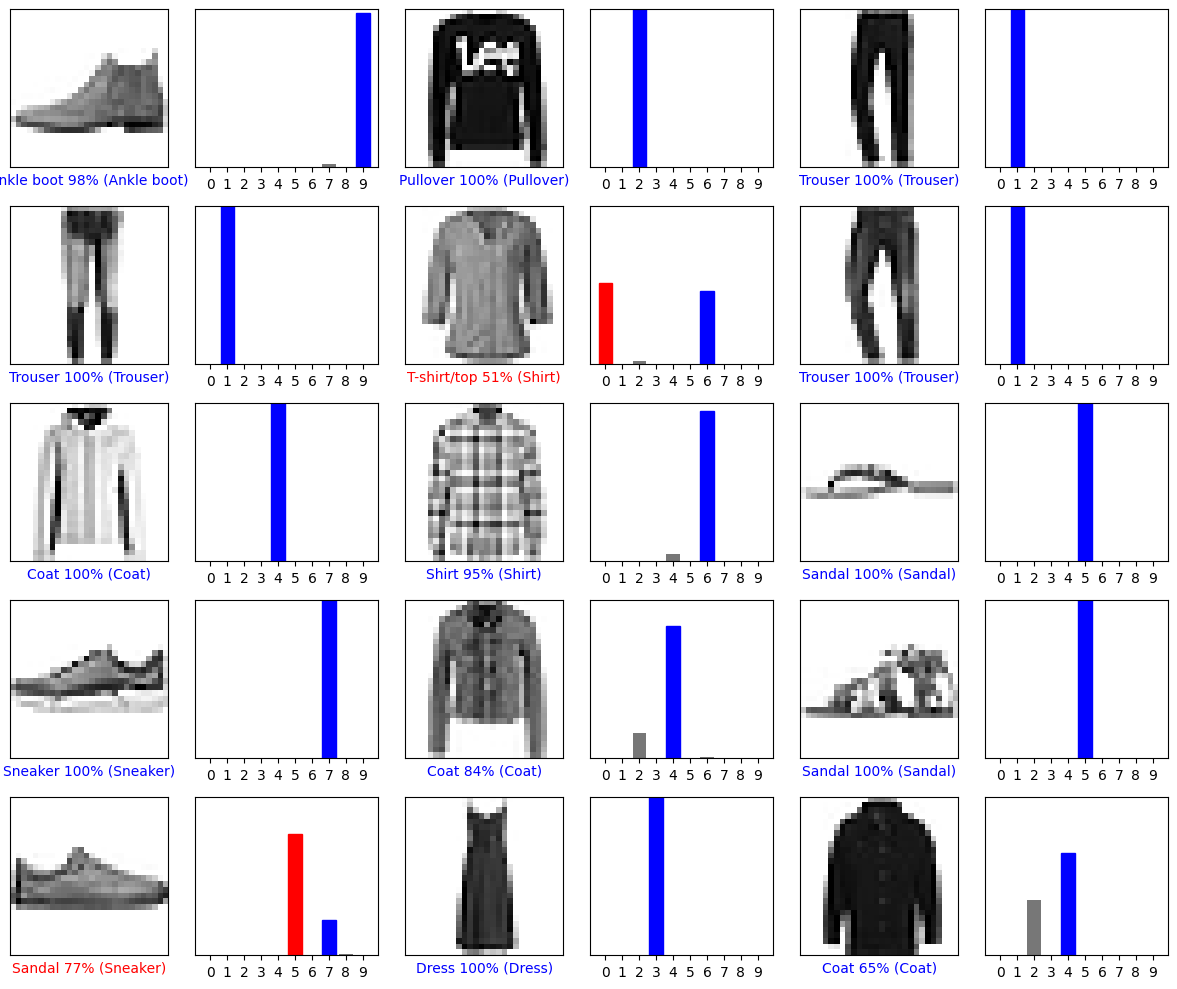 Lee
0 1 2 3 4 5 6 7 8 9 0 1 2 3 4 5 6 7 8 9 0 1 2 3 4 5 6 7 8 9
nkle boot 98% (Ankle boot) Pullover 100% (Pullover) Trouser 100% (Trouser)
0 1 2 3 4 5 6 7 8 9 0 1 2 3 4 5 6 7 8 9 0 1 2 3 4 5 6 7 8 9
Trouser 100% (Trouser) T-shirt/top 51% (Shirt) Trouser 100% (Trouser)
0 1 2 3 4 5 6 7 8 9 0 1 2 3 4 5 6 7 8 9 0 1 2 3 4 5 6 7 8 9
Coat 100% (Coat) Shirt 95% (Shirt) Sandal 100% (Sandal)
0 1 2 3 4 5 6 7 8 9 0 1 2 3 4 5 6 7 8 9 0 1 2 3 4 5 6 7 8 9
Sneaker 100% (Sneaker) Coat 84% (Coat) Sandal 100% (Sandal)
0 1 2 3 4 5 6 7 8 9 0 1 2 3 4 5 6 7 8 9 0 1 2 3 4 5 6 7 8 9
Sandal 77% (Sneaker) Dress 100% (Dress) Coat 65% (Coat)